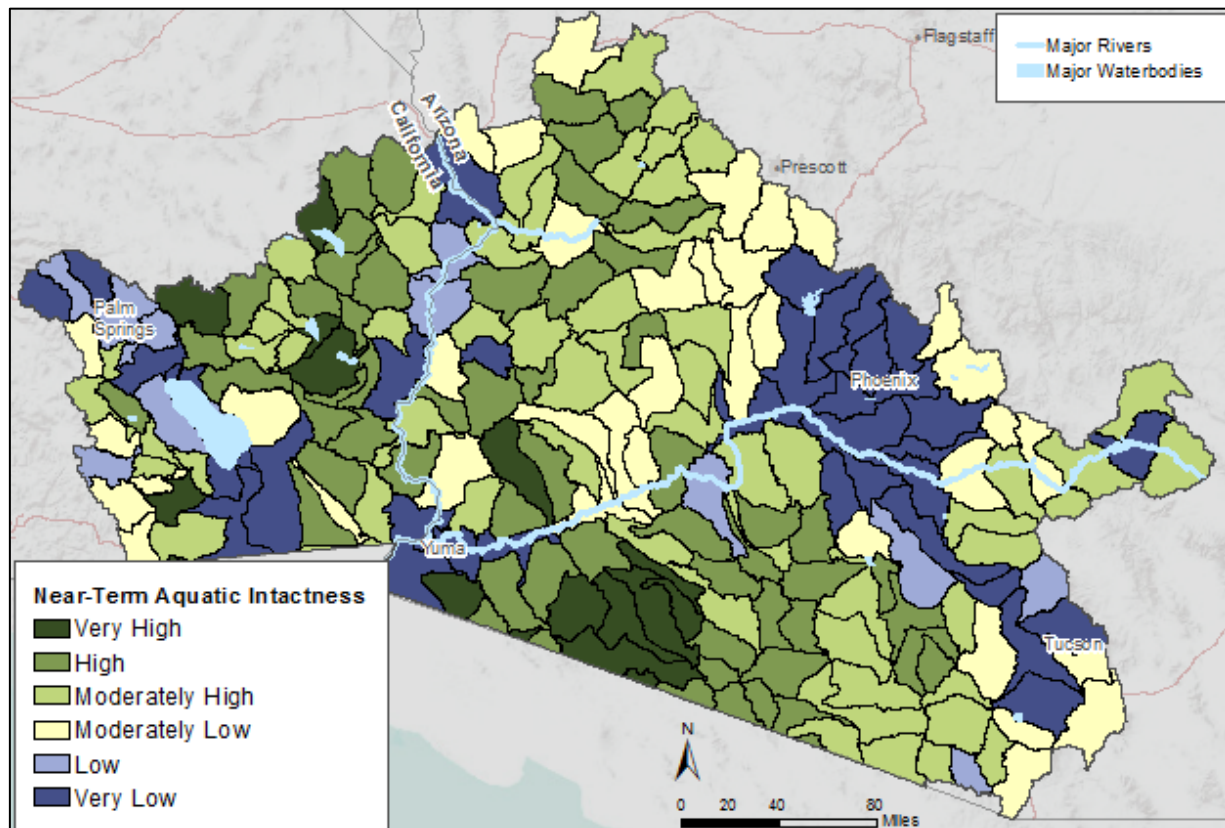 Flagstaff
Major Rivers
Major Waterbodies
Arizona
California
Prescott
Palm
Springs
Phoenix
Yuma
Tucson
Near-Term Aquatic Intactness
Very High
High
Moderately High
Moderately Low
Low
Very Low
N
0 20 40 80
Miles